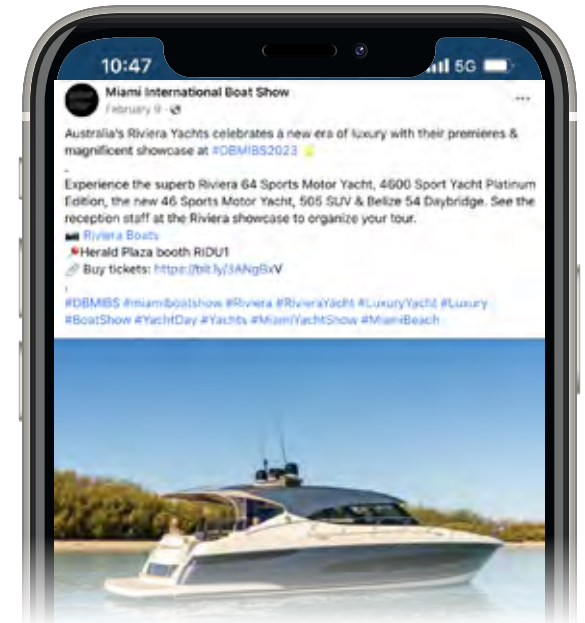 10:47
5G
Miami International Boat Show
February 9
Australia's Riviera Yachts celebrates a new era of luxury with their premieres &
magnificent showcase at #DBMIBS2023
.
Experience the superb Riviera 64 Sports Motor Yacht, 4600 Sport Yacht Platinum
Edition, the new 46 Sports Motor Yacht, 505 SUV & Belize 54 Daybridge. See the
reception staff at the Riviera showcase to organize your tour.
Riviera Boats
Herald Plaza booth RIDU1
Buy tickets: https://bit.ly/3ANgBxV
.
#DBMIBS #miamiboatshow #Riviera #RivieraYacht #LuxuryYacht #Luxury
#BoatShow #YachtDay #Yachts #MiamiYachtShow #MiamiBeach